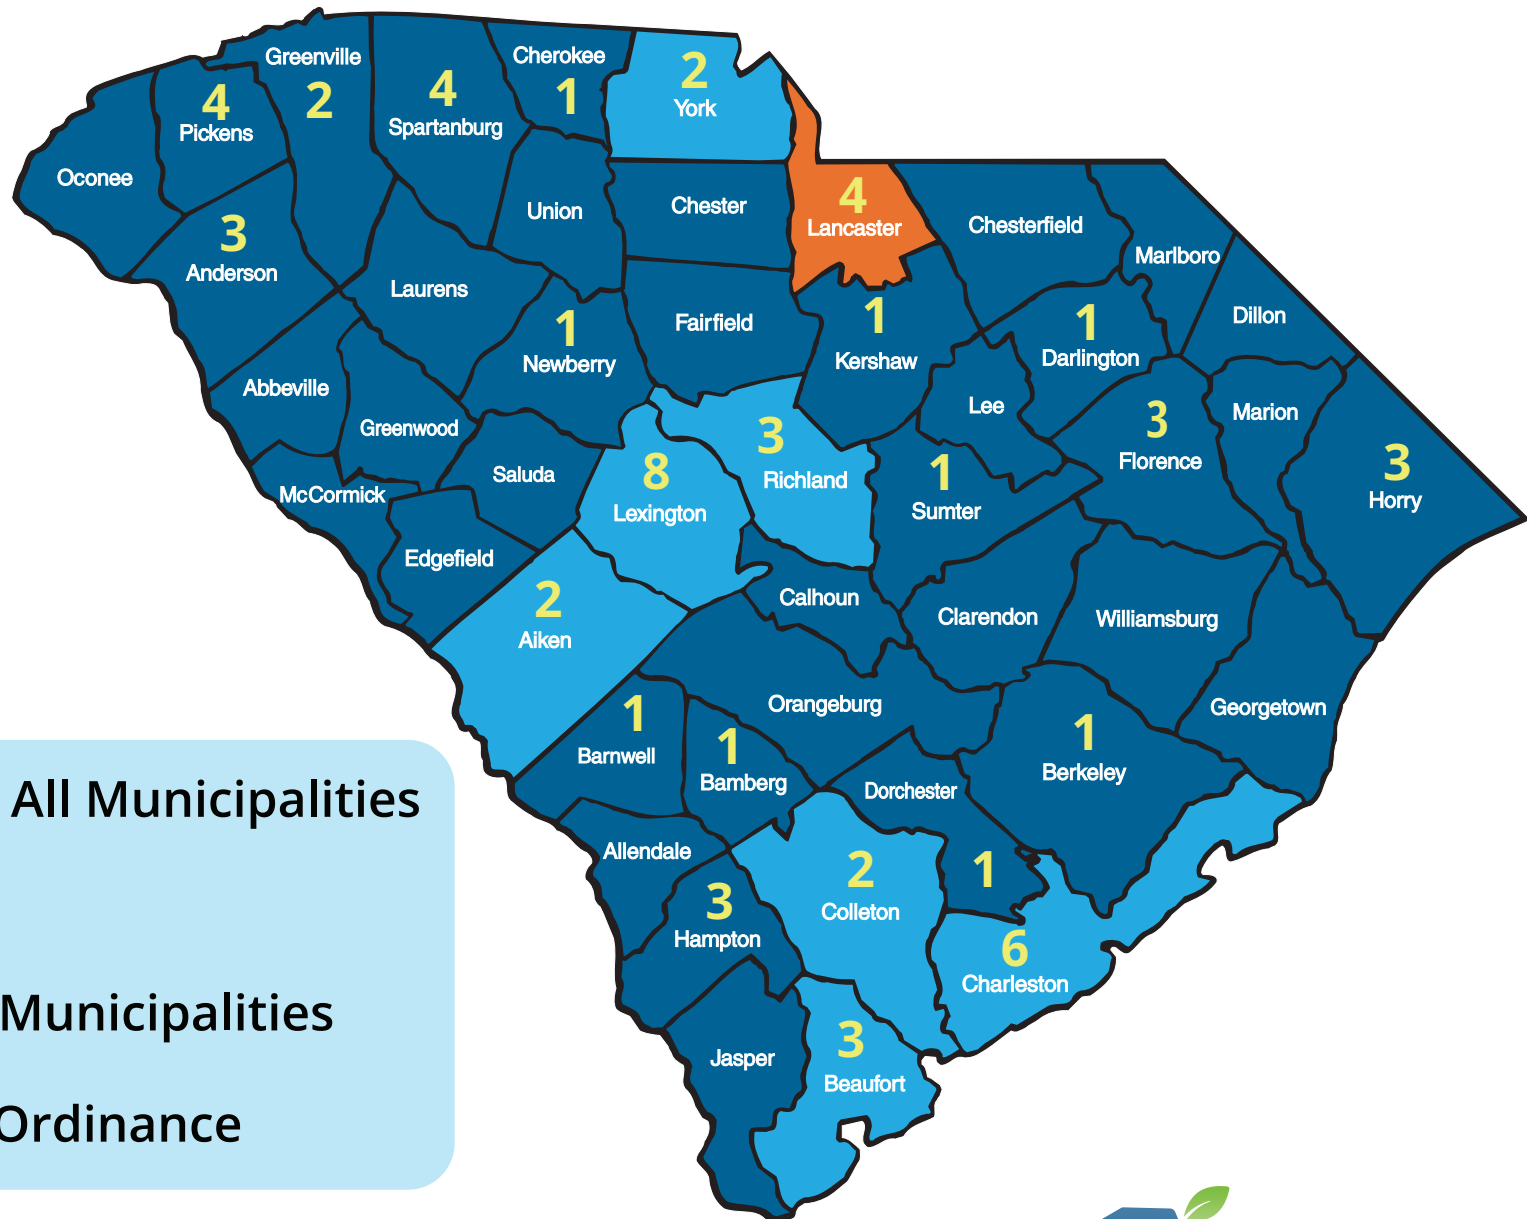 Greenville
2
Cherokee
1
2
York
4
Pickens
4
Spartanburg
Oconee
Union
Chester
4
Lancaster
Chesterfield
Marlboro
3
Anderson
Laurens
1
Newberry
Fairfield
1
Kershaw
1
Darlington
Dillon
Abbeville
Greenwood
Lee
3
Florence
Marion
3
Richland
3
Horry
McCormick
Saluda
8
Lexington
1
Sumter
Edgefield
2
Aiken
Calhoun
Clarendon
Williamsburg
Orangeburg
Georgetown
1
Barnwell
1
Bamberg
1
Berkeley
Dorchester
1
All Municipalities
Allendale
2
Colleton
3
Hampton
6
Charleston
Municipalities
Jasper
3
Beaufort
Ordinance